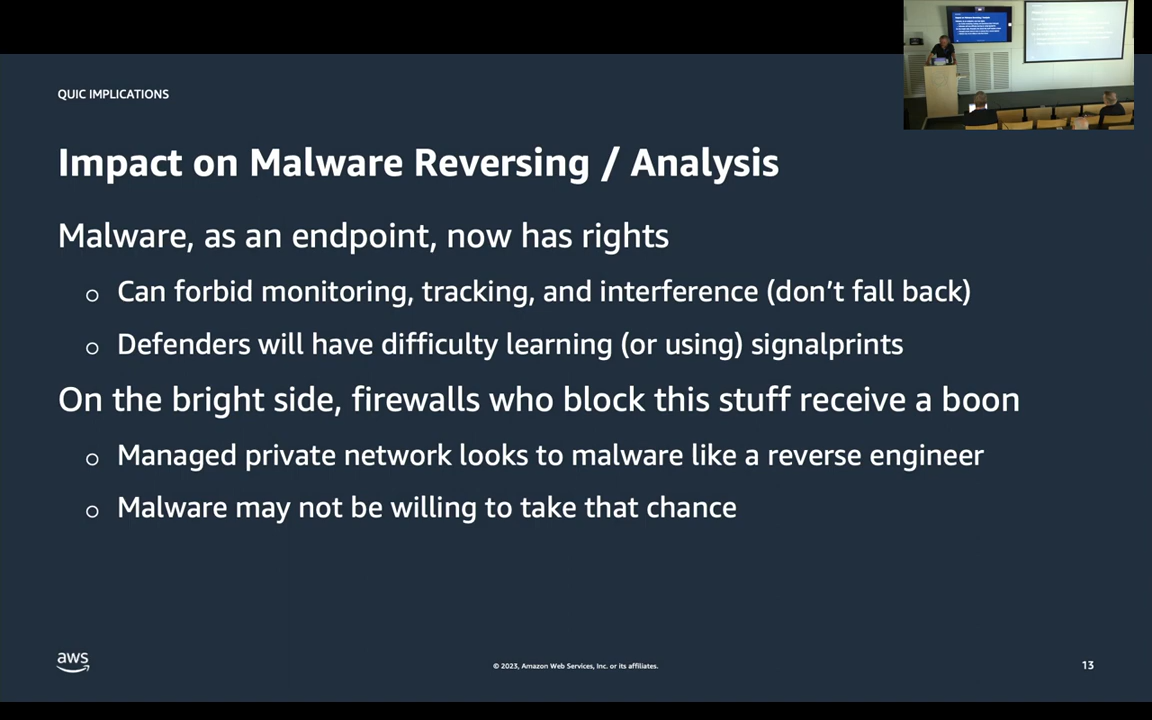 QUIC IMPLICATIONS
Impact on Malware Reversing / Analysis
Malware, as an endpoint, now has rights
o Can forbid monitoring, tracking, and interference (don’t fall back)
o Defenders will have difficulty learning (or using) signalprints
On the bright side, firewalls who block this stuff receive a boon
o Managed private network looks to malware like a reverse engineer
o Malware may not be willing to take that chance
aws
© 2023, Amazon Web Services, Inc. or its affiliates.
13